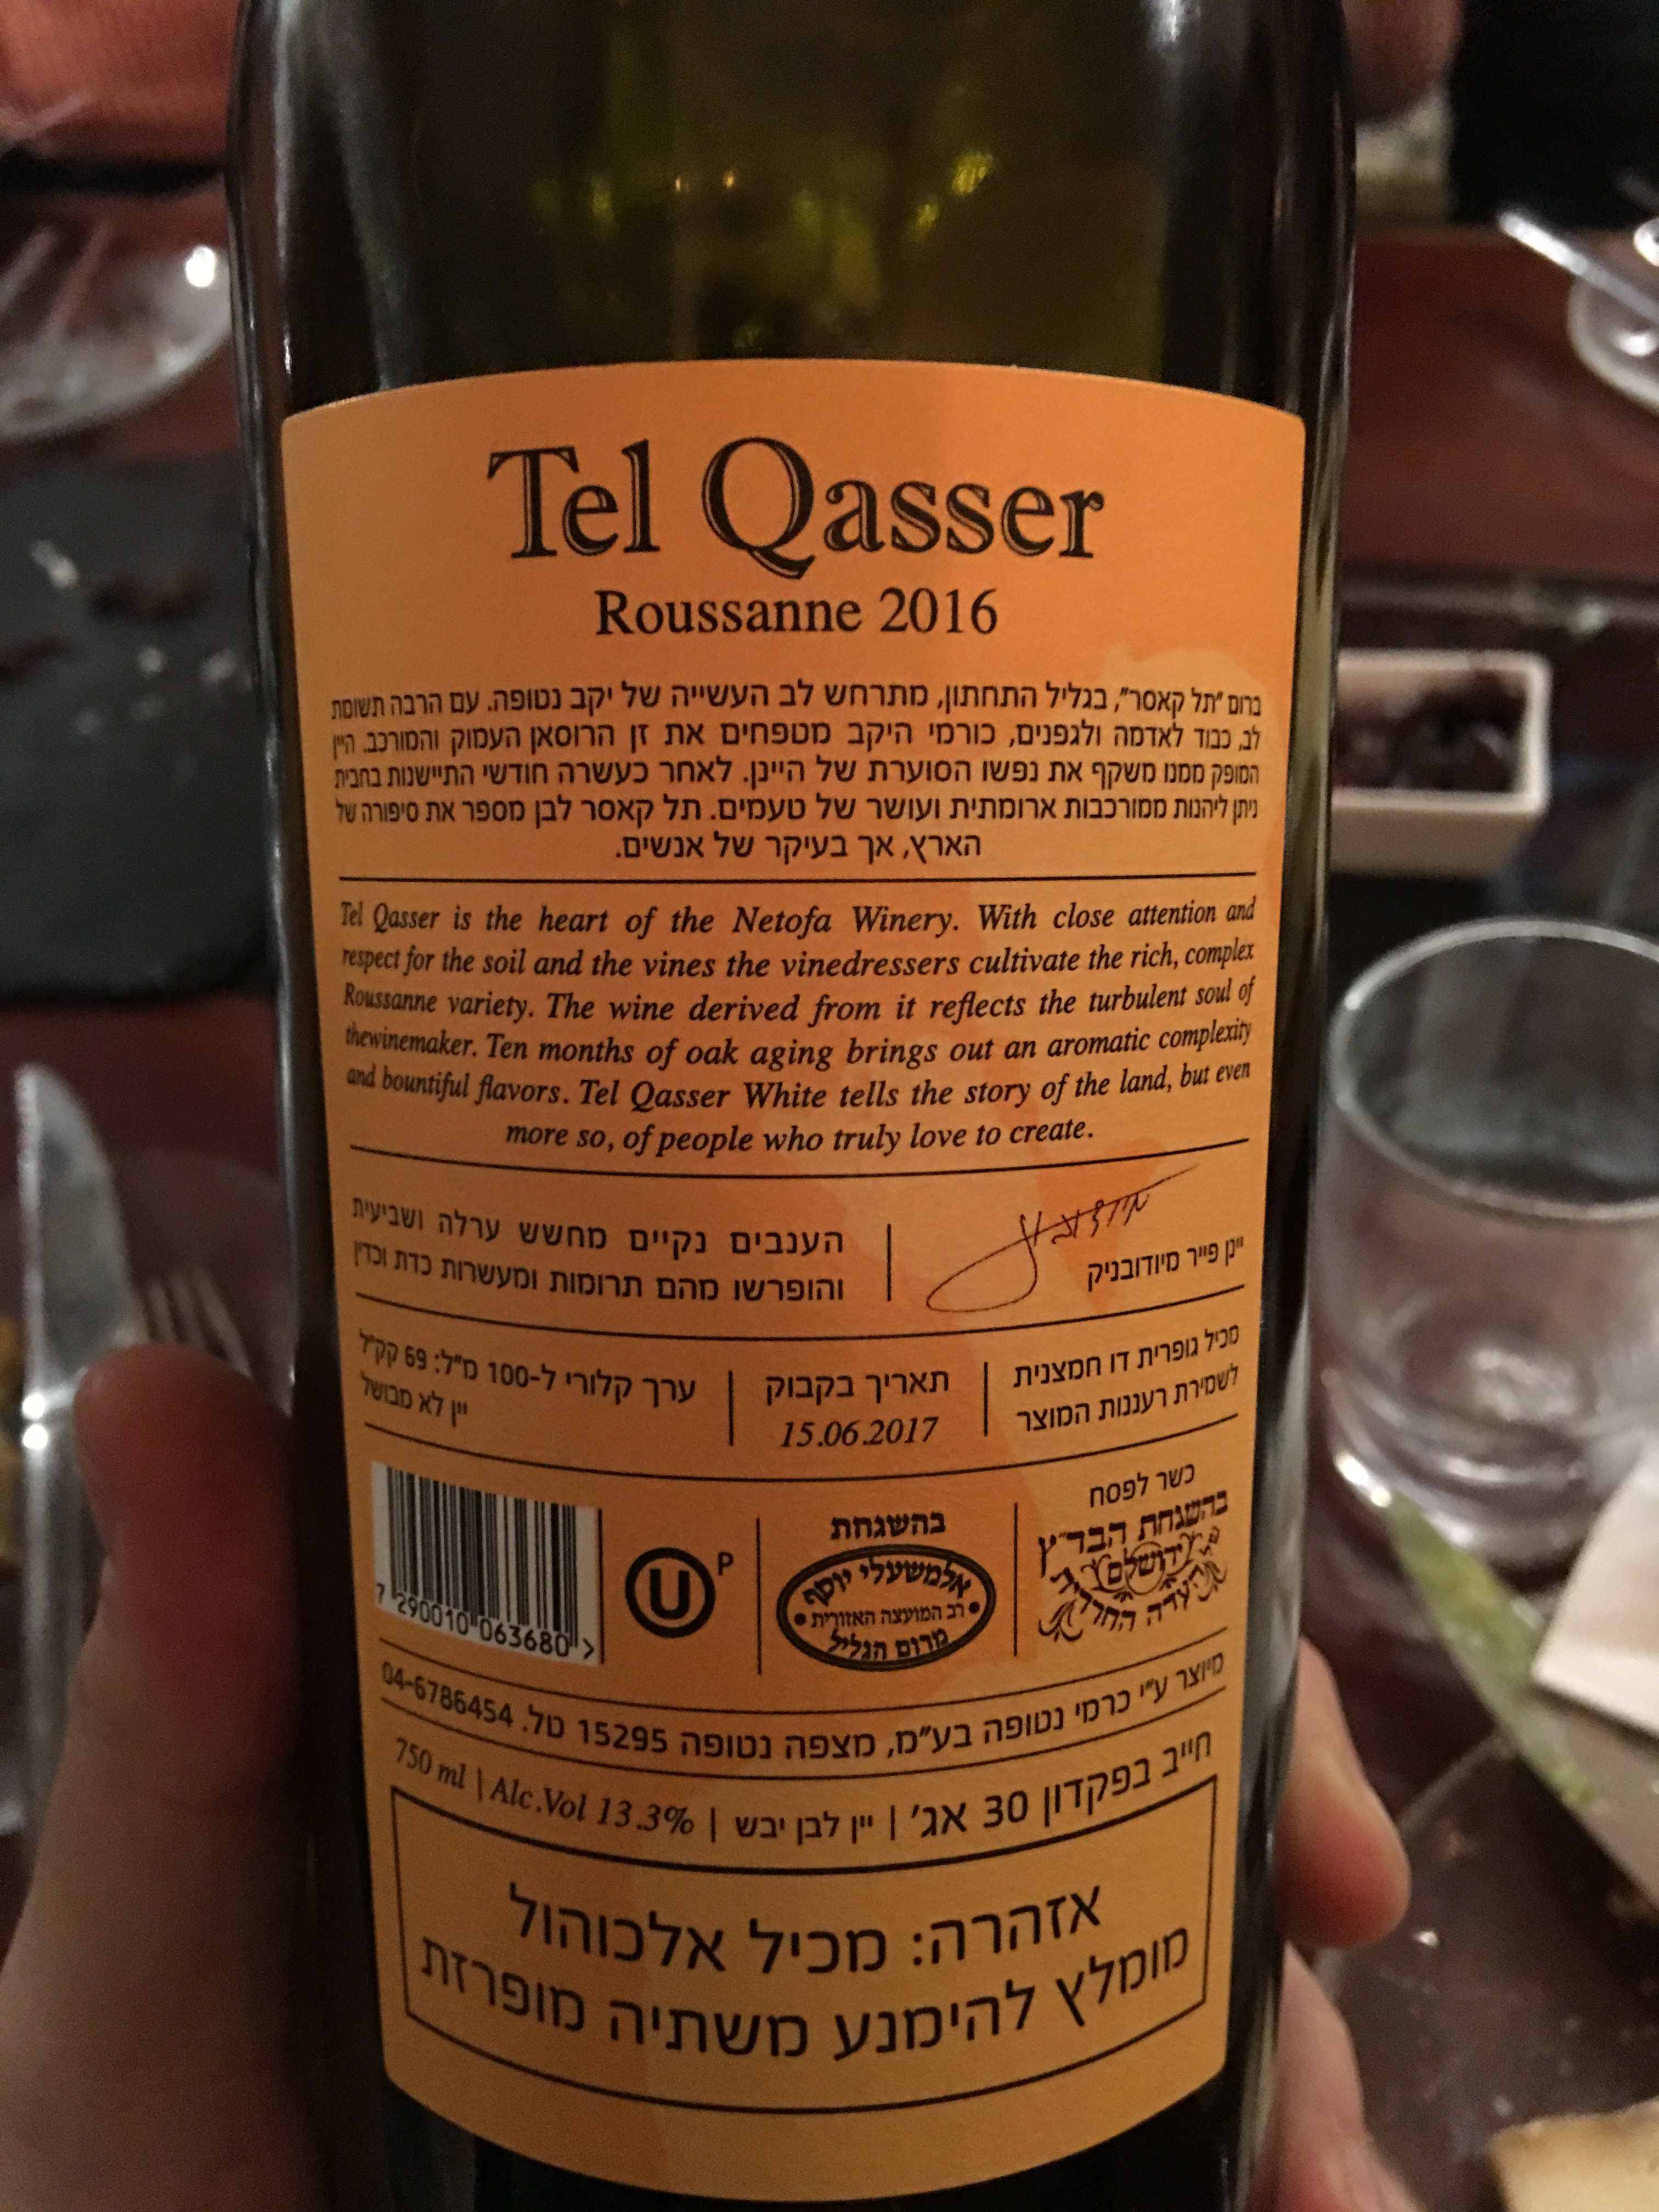 Tel Qasser
Roussanne 2016
ברום "תל קאסר", בגליל התחתון, מתרחש לב העשייה של יקב נטופה. עם הרבה תשומת
לב, כבוד לאדמה ולגפנים, כורמי היקב מטפחים את זן הרוסאן העמוק והמורכב. היין
המופק ממנו משקף את נפשו הסוערת של היינן. לאחר כעשרה חודשי התיישנות בחבית
ניתן ליהנות ממורכבות ארומתית ועושר של טעמים. תל קאסר לבן מספר את סיפורה של
הארץ, אך בעיקר של אנשים.
Tel Qasser is the heart of the Netofa Winery. With close attention and
respect for the soil and the vines the vinedressers cultivate the rich, complex
Roussanne variety. The wine derived from it reflects the turbulent soul of
thewinemaker. Ten months of oak aging brings out an aromatic complexity
and bountiful flavors. Tel Qasser White tells the story of the land, but even
more so, of people who truly love to create.
יינן פייר מיודובניק
הענבים נקיים מחשש ערלה ושביעית
והופרשו מהם תרומות ומעשרות כדת וכדין
מכיל גופרית דו חמצנית
לשמירת רעננות המוצר
תאריך בקבוק
15.06.2017
ערך קלורי ל-100 מ"ל: 69 קק"ל
יין לא מבושל
כשר לפסח
בהשגחת הבד"ץ
ירושלם
העדה החרדית
בהשגחת
אלמשעלי יוסף
רב המועצה האזורית
מרום הגליל
U P
7 290010 063680 >
מיוצר ע"י כרמי נטופה בע"מ, מצפה נטופה 15295 טל. 04-6786454
חייב בפקדון 30 אג' | יין לבן יבש | 750 ml | Alc.Vol 13.3%
אזהרה: מכיל אלכוהול
מומלץ להימנע משתיה מופרזת